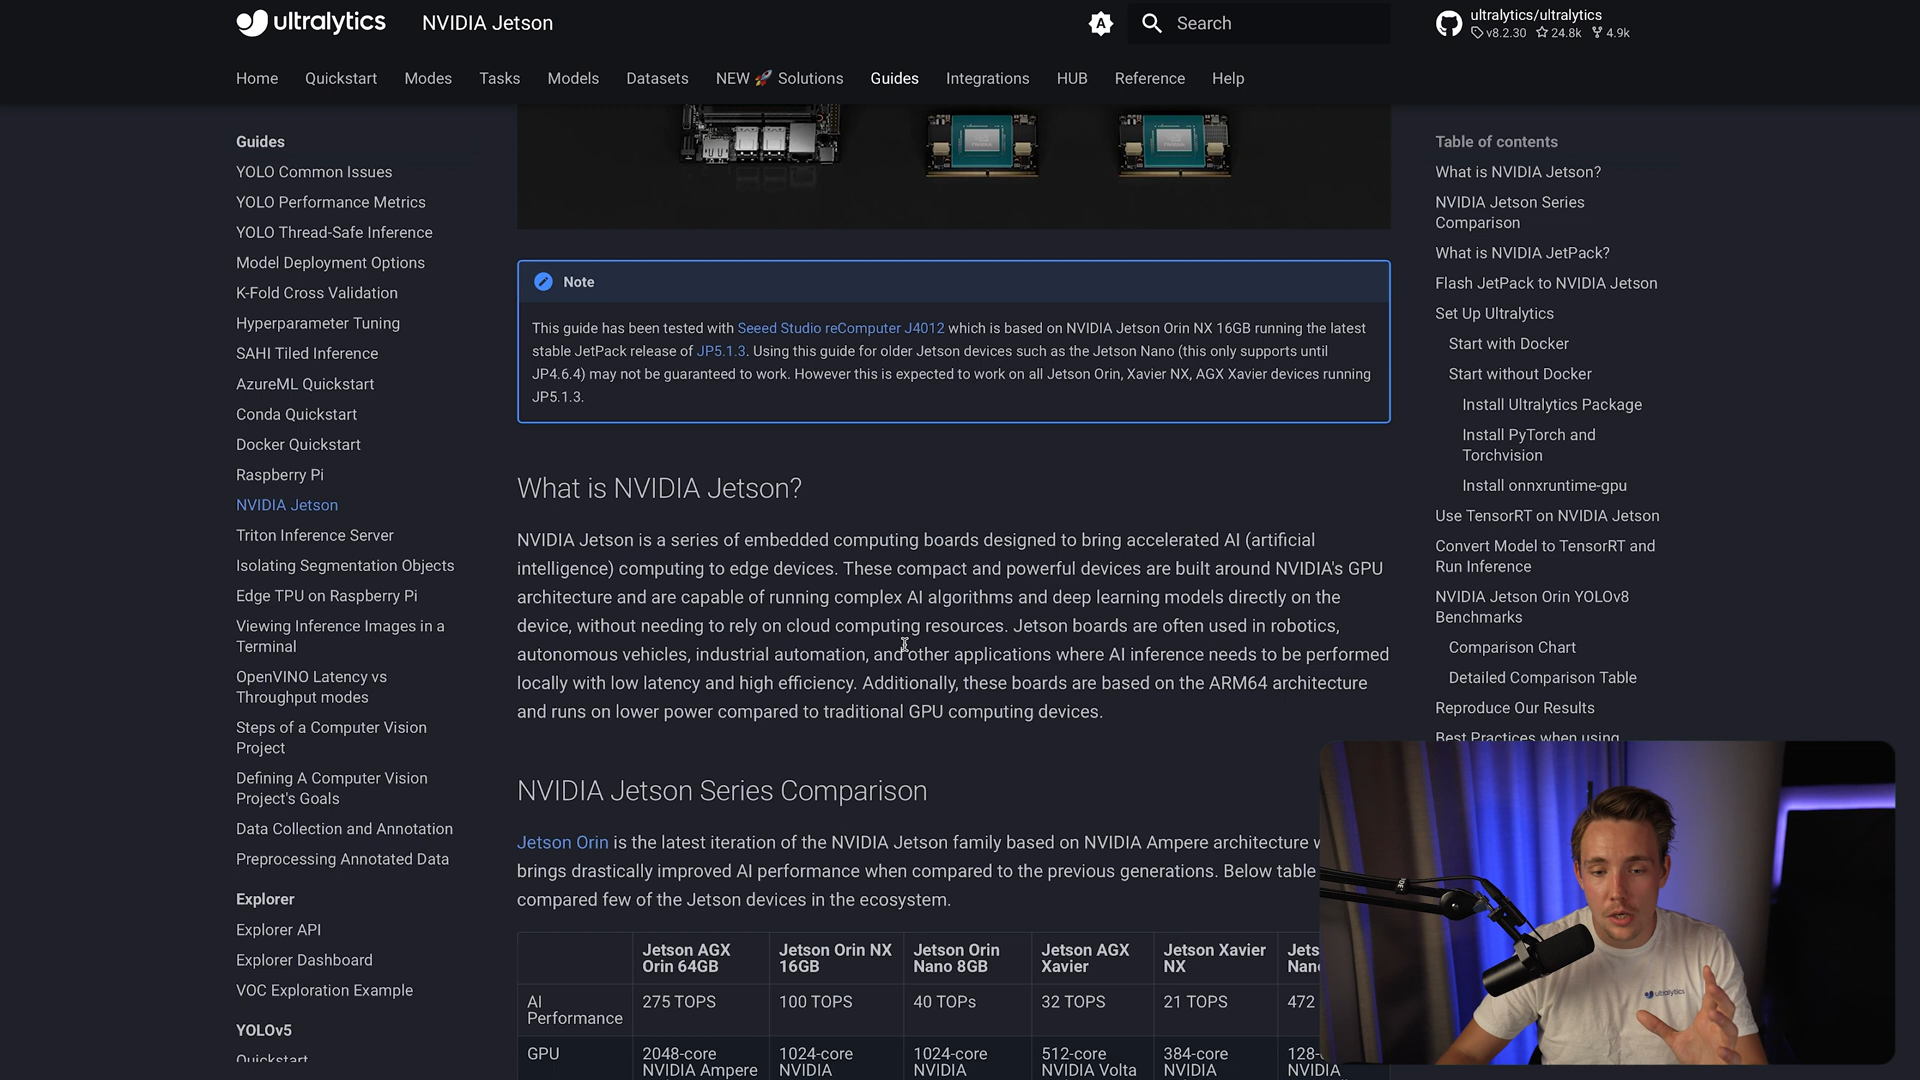 ultralytics
NVIDIA Jetson
Search
ultralytics/ultralytics
v8.2.30 24.8k 4.9k
Home Quickstart Modes Tasks Models Datasets NEW 🚀 Solutions Guides Integrations HUB Reference Help
Guides
YOLO Common Issues
YOLO Performance Metrics
YOLO Thread-Safe Inference
Model Deployment Options
K-Fold Cross Validation
Hyperparameter Tuning
SAHI Tiled Inference
AzureML Quickstart
Conda Quickstart
Docker Quickstart
Raspberry Pi
NVIDIA Jetson
Triton Inference Server
Isolating Segmentation Objects
Edge TPU on Raspberry Pi
Viewing Inference Images in a
Terminal
OpenVINO Latency vs
Throughput modes
Steps of a Computer Vision
Project
Defining A Computer Vision
Project's Goals
Data Collection and Annotation
Preprocessing Annotated Data
Explorer
Explorer API
Explorer Dashboard
VOC Exploration Example
YOLOv5
Quickstart
Note
This guide has been tested with Seeed Studio reComputer J4012 which is based on NVIDIA Jetson Orin NX 16GB running the latest
stable JetPack release of JP5.1.3. Using this guide for older Jetson devices such as the Jetson Nano (this only supports until
JP4.6.4) may not be guaranteed to work. However this is expected to work on all Jetson Orin, Xavier NX, AGX Xavier devices running
JP5.1.3.
What is NVIDIA Jetson?
NVIDIA Jetson is a series of embedded computing boards designed to bring accelerated AI (artificial
intelligence) computing to edge devices. These compact and powerful devices are built around NVIDIA's GPU
architecture and are capable of running complex AI algorithms and deep learning models directly on the
device, without needing to rely on cloud computing resources. Jetson boards are often used in robotics,
autonomous vehicles, industrial automation, and other applications where AI inference needs to be performed
locally with low latency and high efficiency. Additionally, these boards are based on the ARM64 architecture
and runs on lower power compared to traditional GPU computing devices.
NVIDIA Jetson Series Comparison
Jetson Orin is the latest iteration of the NVIDIA Jetson family based on NVIDIA Ampere architecture
brings drastically improved AI performance when compared to the previous generations. Below table
compared few of the Jetson devices in the ecosystem.
Jetson AGX Orin 64GB
Jetson Orin NX 16GB
Jetson Orin Nano 8GB
Jetson AGX Xavier
Jetson Xavier NX
AI Performance
275 TOPS
100 TOPS
40 TOPs
32 TOPS
21 TOPS
472
GPU
2048-core NVIDIA Ampere
1024-core NVIDIA
1024-core NVIDIA
512-core NVIDIA Volta
384-core NVIDIA
128- NVIDIA
Table of contents
What is NVIDIA Jetson?
NVIDIA Jetson Series
Comparison
What is NVIDIA JetPack?
Flash JetPack to NVIDIA Jetson
Set Up Ultralytics
Start with Docker
Start without Docker
Install Ultralytics Package
Install PyTorch and
Torchvision
Install onnxruntime-gpu
Use TensorRT on NVIDIA Jetson
Convert Model to TensorRT and
Run Inference
NVIDIA Jetson Orin YOLOv8
Benchmarks
Comparison Chart
Detailed Comparison Table
Reproduce Our Results
Best Practices when using
ultralytics